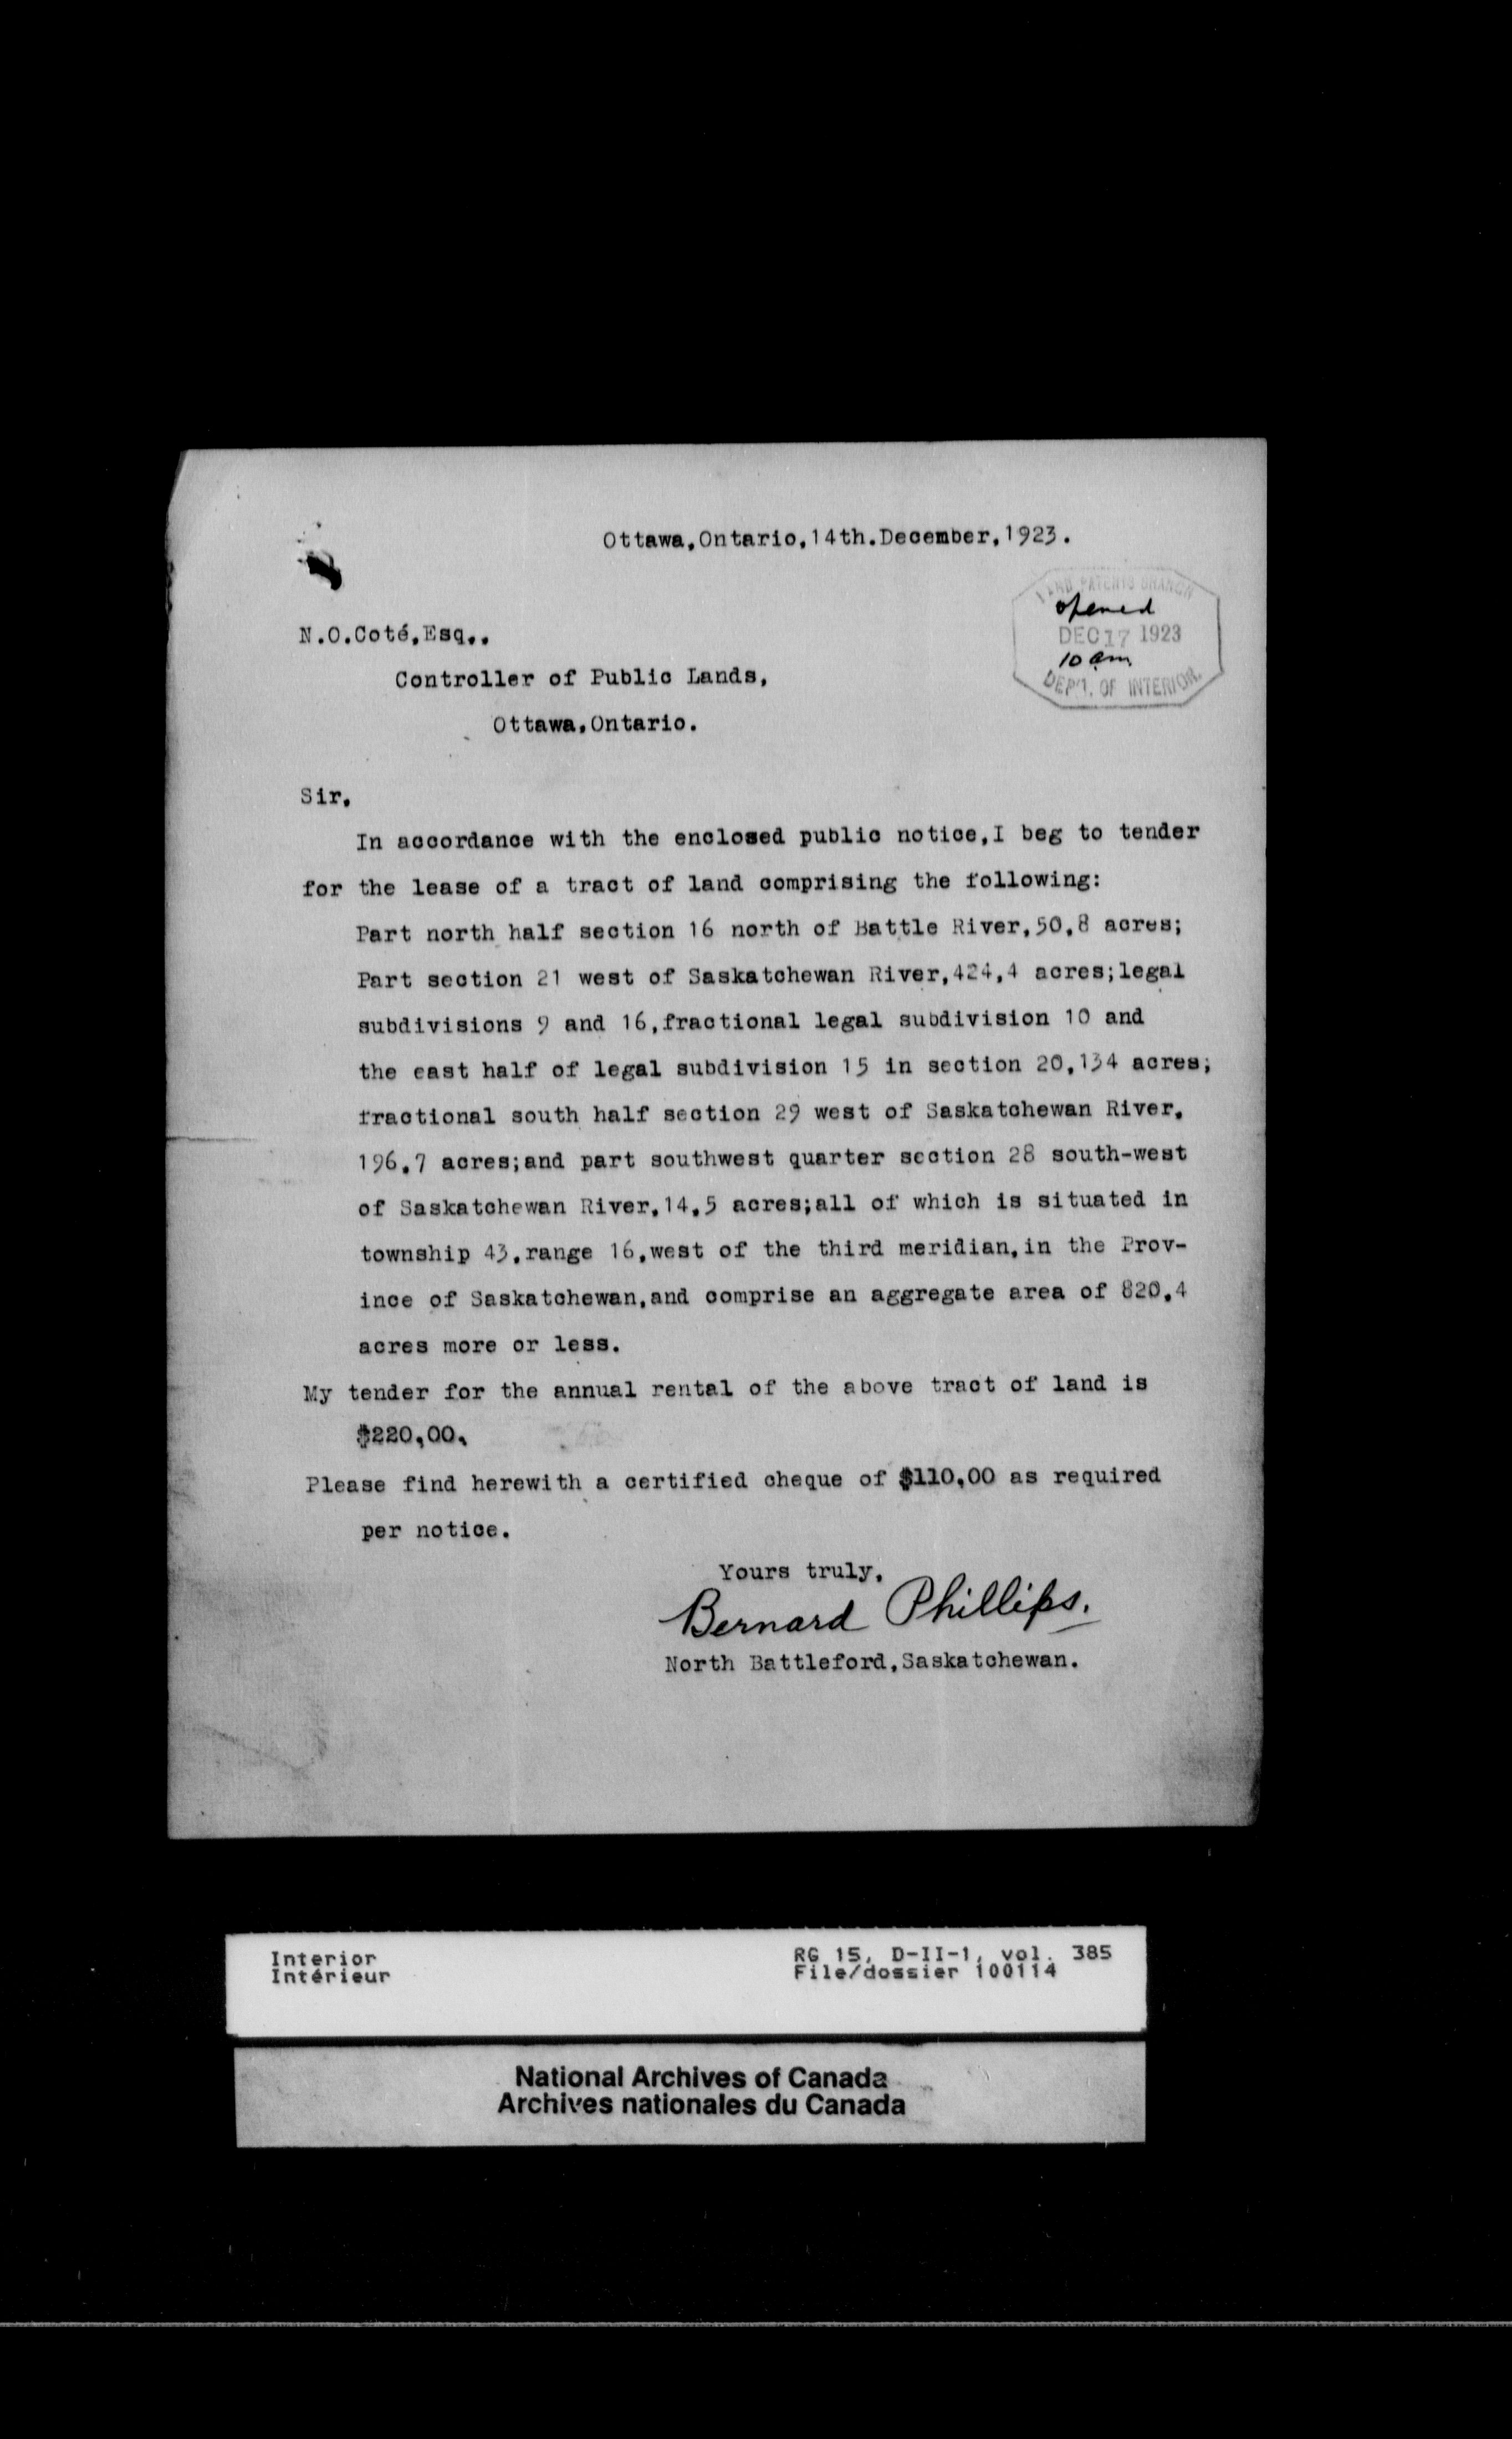 Ottawa,Ontario,14th.December,1923.
LAND PATENTS BRANCH
opened
DEC 17 1923
10 am
DEP'T. OF INTERIOR
N.O.Coté,Esq.,
Controller of Public Lands,
Ottawa,Ontario.
Sir,
In accordance with the enclosed public notice,I beg to tender
for the lease of a tract of land comprising the following:
Part north half section 16 north of Battle River,50,8 acres;
Part section 21 west of Saskatchewan River,424,4 acres;legal
subdivisions 9 and 16,fractional legal subdivision 10 and
the east half of legal subdivision 15 in section 20,134 acres;
fractional south half section 29 west of Saskatchewan River,
196,7 acres;and part southwest quarter section 28 south-west
of Saskatchewan River,14,5 acres;all of which is situated in
township 43,range 16,west of the third meridian,in the Prov-
ince of Saskatchewan,and comprise an aggregate area of 820,4
acres more or less.
My tender for the annual rental of the above tract of land is
$220,00,
Please find herewith a certified cheque of $110,00 as required
per notice.
Yours truly,
Bernard Phillips.
North Battleford,Saskatchewan.
Interior
Intérieur
RG 15, D-II-1, vol. 385
File/dossier 100114
National Archives of Canada
Archives nationales du Canada